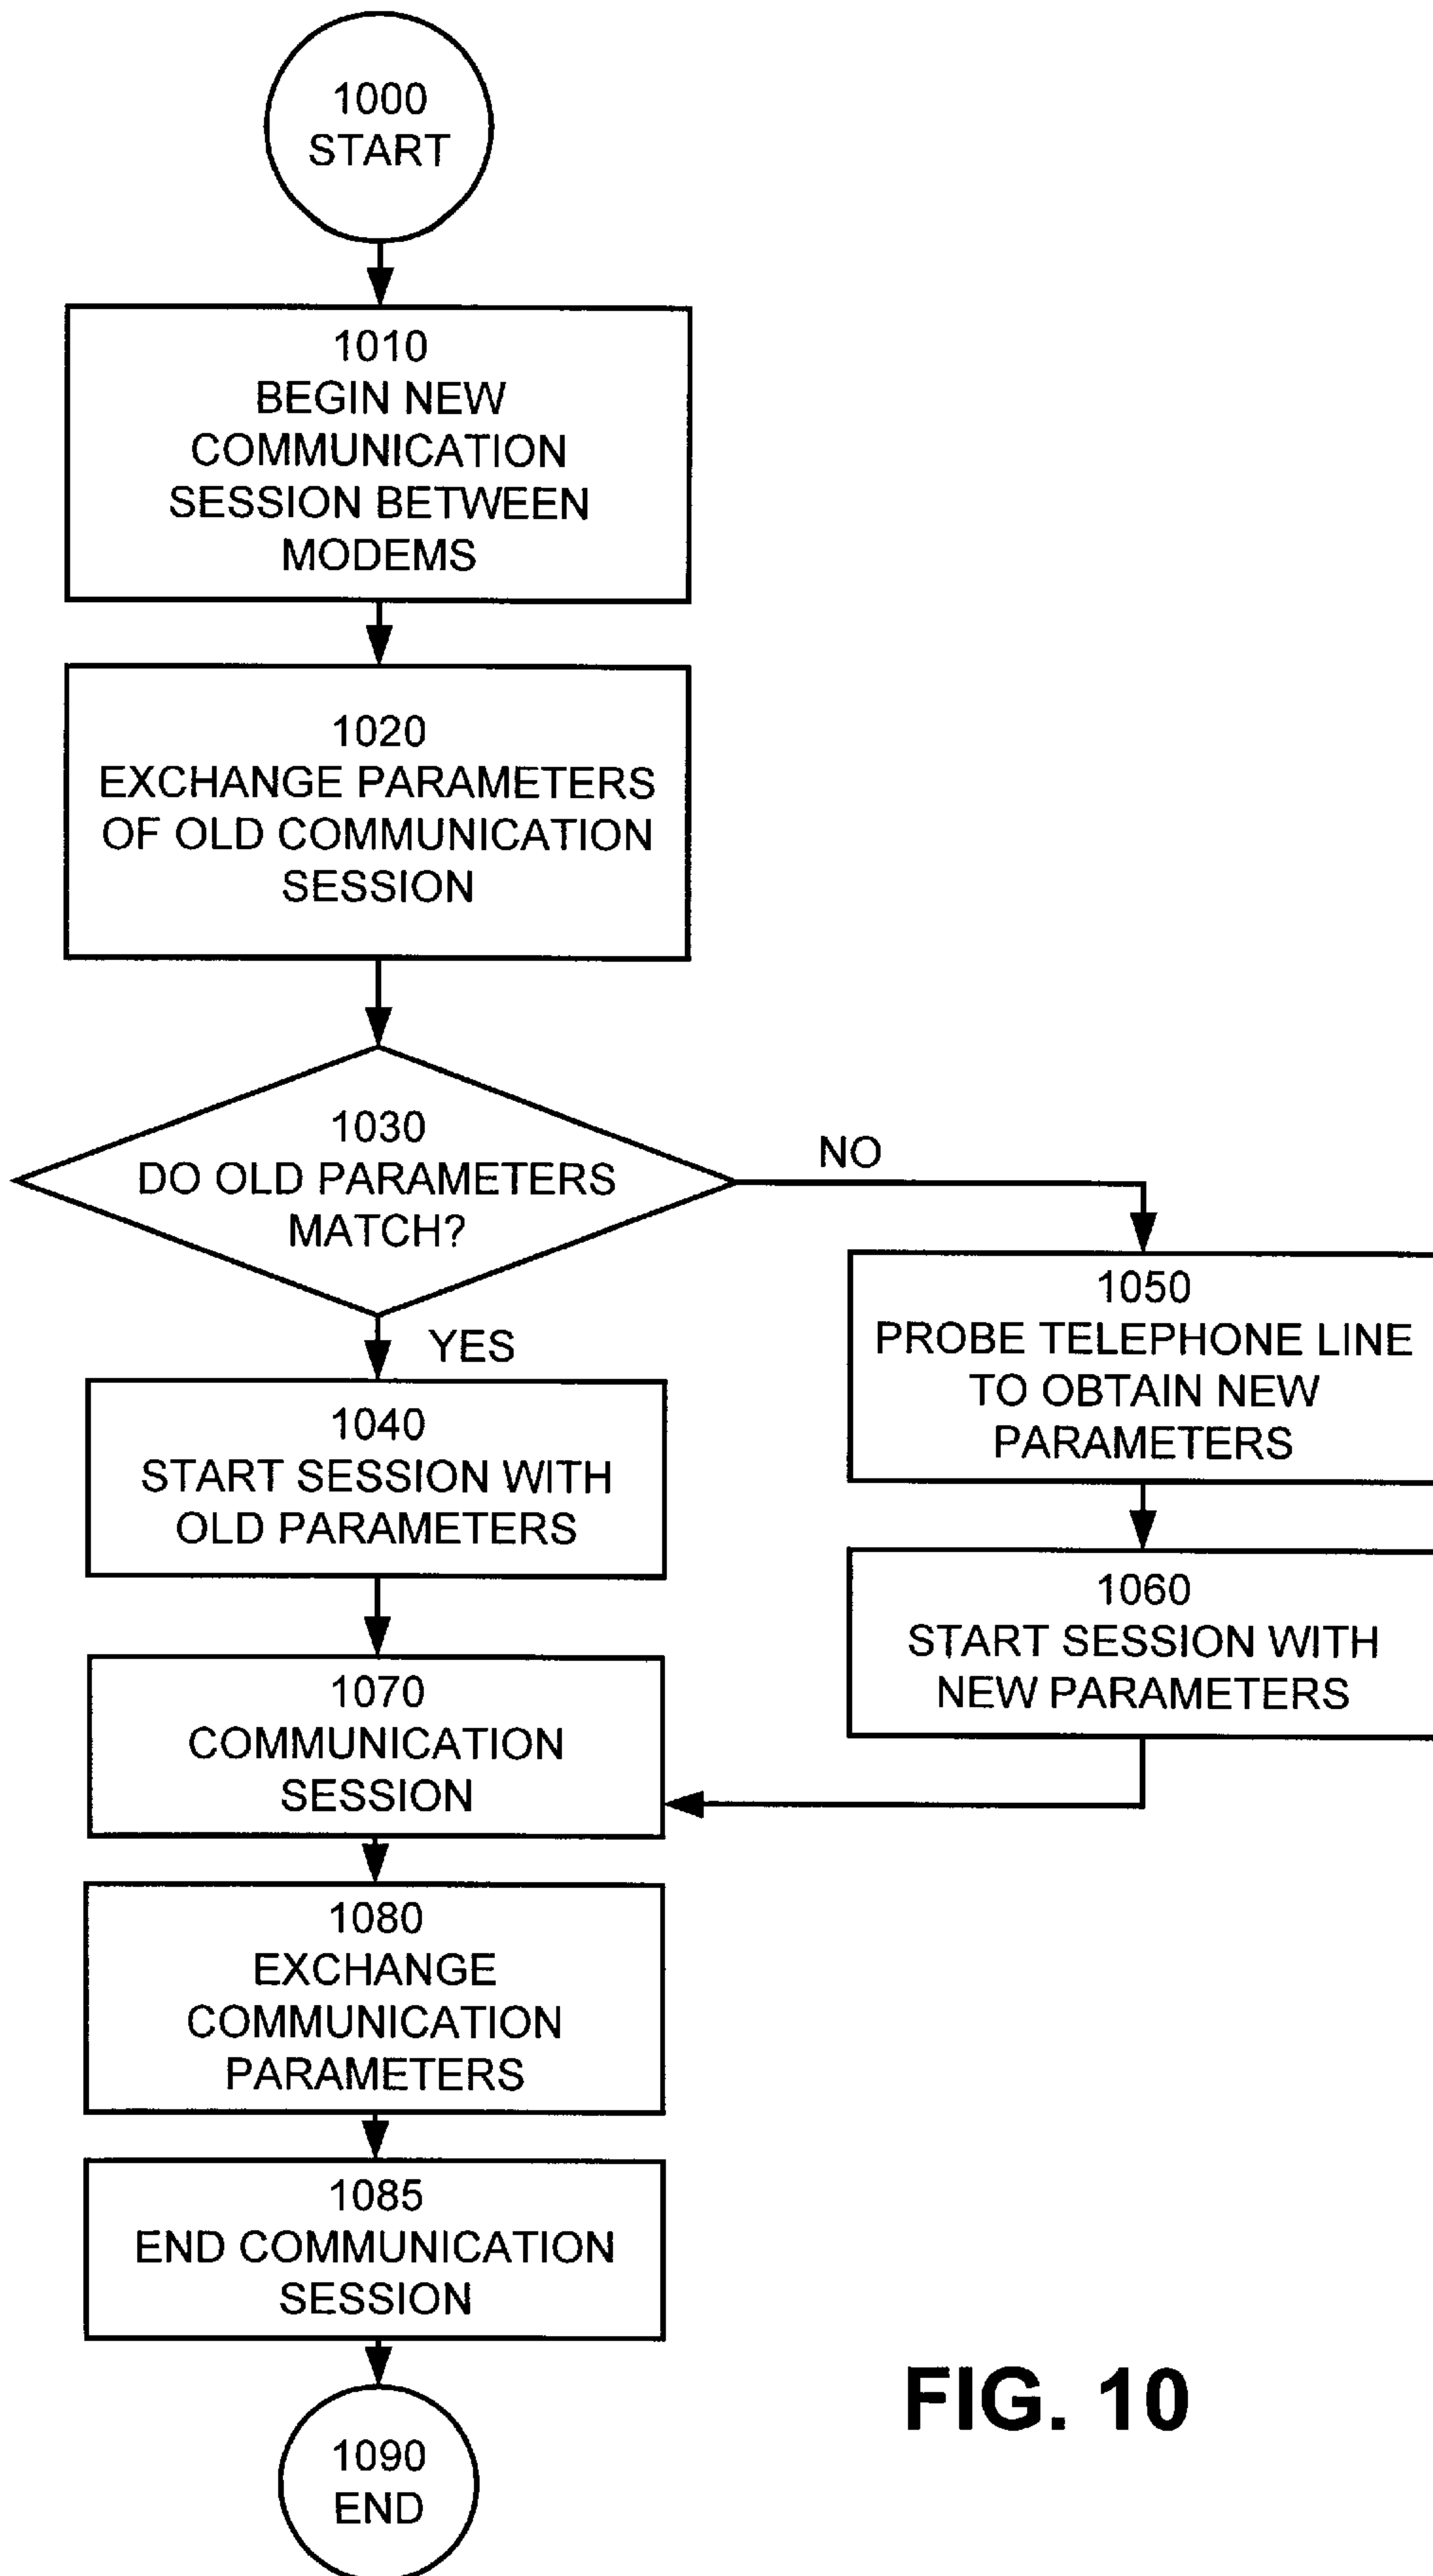 1000
START
1010
BEGIN NEW
COMMUNICATION
SESSION BETWEEN
MODEMS
1020
EXCHANGE PARAMETERS
OF OLD COMMUNICATION
SESSION
1030
DO OLD PARAMETERS
MATCH?
NO
YES
1040
START SESSION WITH
OLD PARAMETERS
1050
PROBE TELEPHONE LINE
TO OBTAIN NEW
PARAMETERS
1060
START SESSION WITH
NEW PARAMETERS
1070
COMMUNICATION
SESSION
1080
EXCHANGE
COMMUNICATION
PARAMETERS
1085
END COMMUNICATION
SESSION
1090
END
FIG. 10